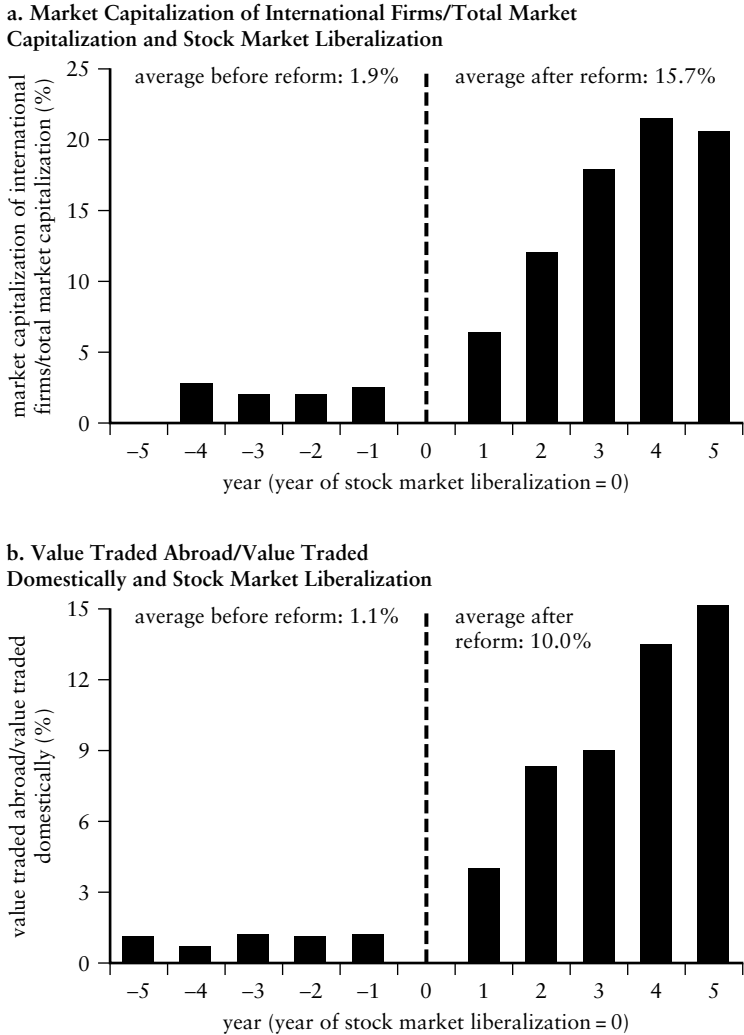 a. Market Capitalization of International Firms/Total Market
Capitalization and Stock Market Liberalization
market capitalization of international
firms/total market capitalization (%)
25
20
15
10
5
0
average before reform: 1.9%
average after reform: 15.7%
–5 –4 –3 –2 –1 0 1 2 3 4 5
year (year of stock market liberalization = 0)
b. Value Traded Abroad/Value Traded
Domestically and Stock Market Liberalization
value traded abroad/value traded
domestically (%)
15
12
9
6
3
0
average before reform: 1.1%
average after
reform: 10.0%
–5 –4 –3 –2 –1 0 1 2 3 4 5
year (year of stock market liberalization = 0)